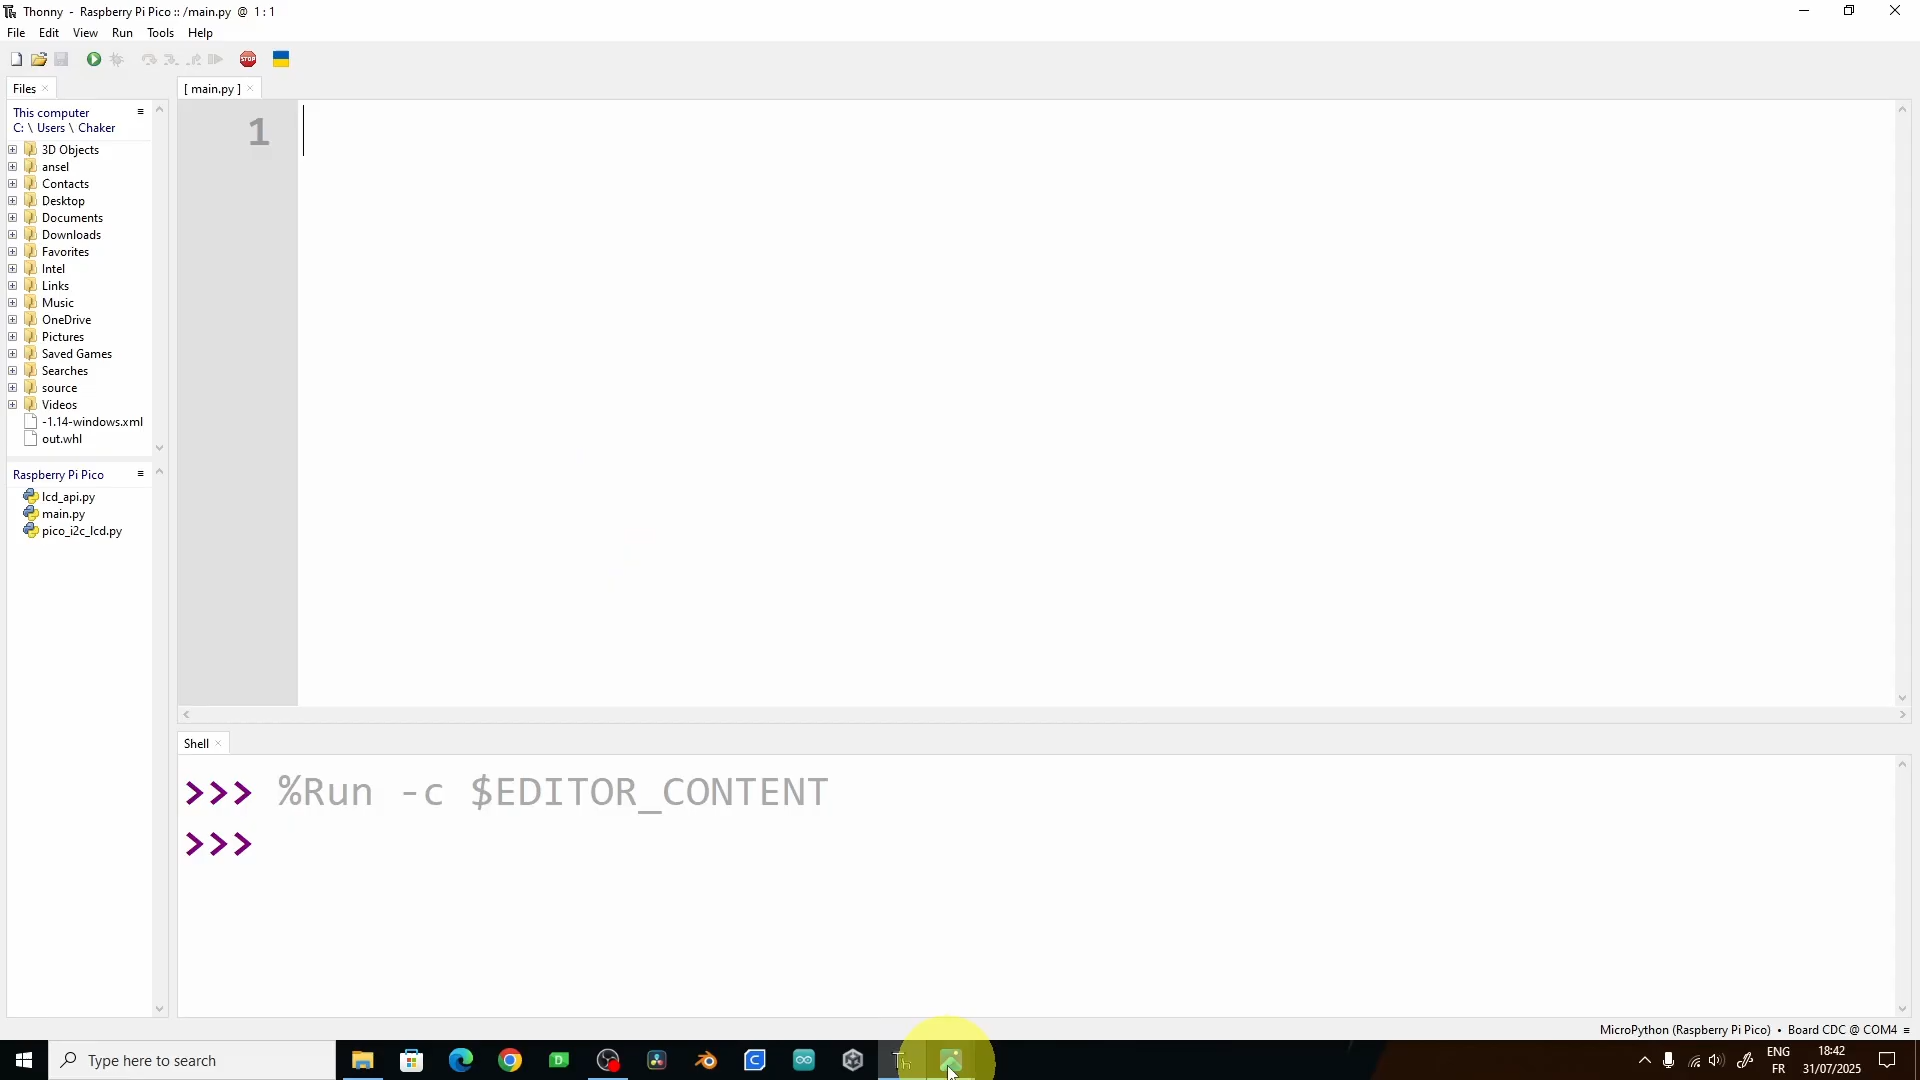 Thonny - Raspberry Pi Pico :: /main.py @ 1 : 1
File Edit View Run Tools Help
STOP
Files
[ main.py ]
This computer
C: \ Users \ Chaker
1
3D Objects
ansel
Contacts
Desktop
Documents
Downloads
Favorites
Intel
Links
Music
OneDrive
Pictures
Saved Games
Searches
source
Videos
-1.14-windows.xml
out.whl
Raspberry Pi Pico
lcd_api.py
main.py
pico_i2c_lcd.py
Shell
>>> %Run -c $EDITOR_CONTENT
>>>
MicroPython (Raspberry Pi Pico) • Board CDC @ COM4 ≡
Type here to search
ENG
FR
18:42
31/07/2025